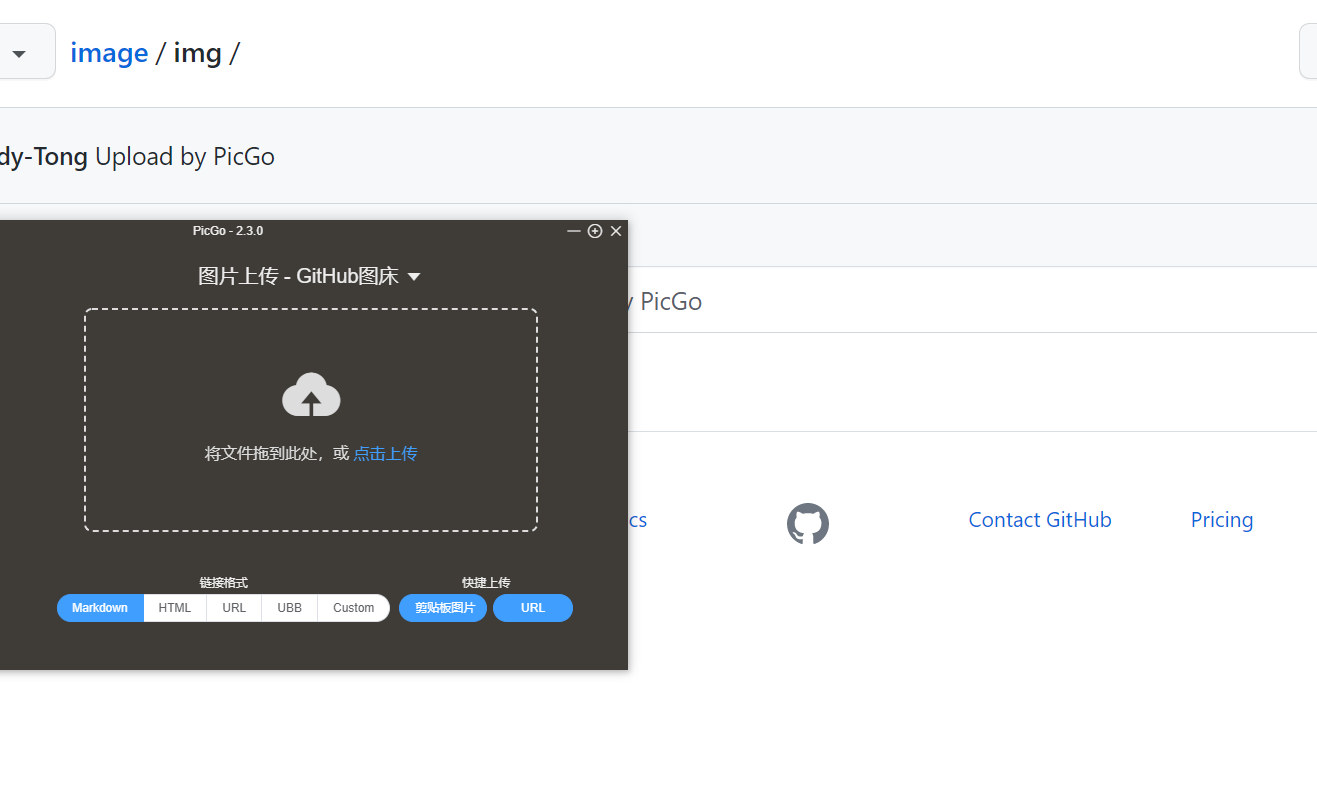 image / img /
dy-Tong Upload by PicGo
PicGo - 2.3.0
图片上传 - GitHub图床
PicGo
将文件拖到此处，或 点击上传
cs
Contact GitHub
Pricing
链接格式
快捷上传
Markdown
HTML
URL
UBB
Custom
剪贴板图片
URL